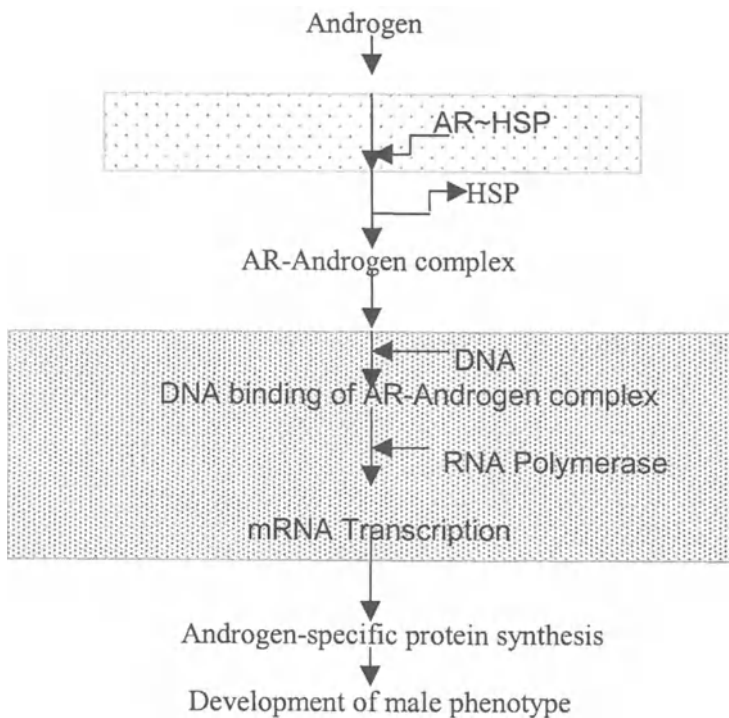 Androgen
AR~HSP
HSP
AR-Androgen complex
DNA
DNA binding of AR-Androgen complex
RNA Polymerase
mRNA Transcription
Androgen-specific protein synthesis
Development of male phenotype